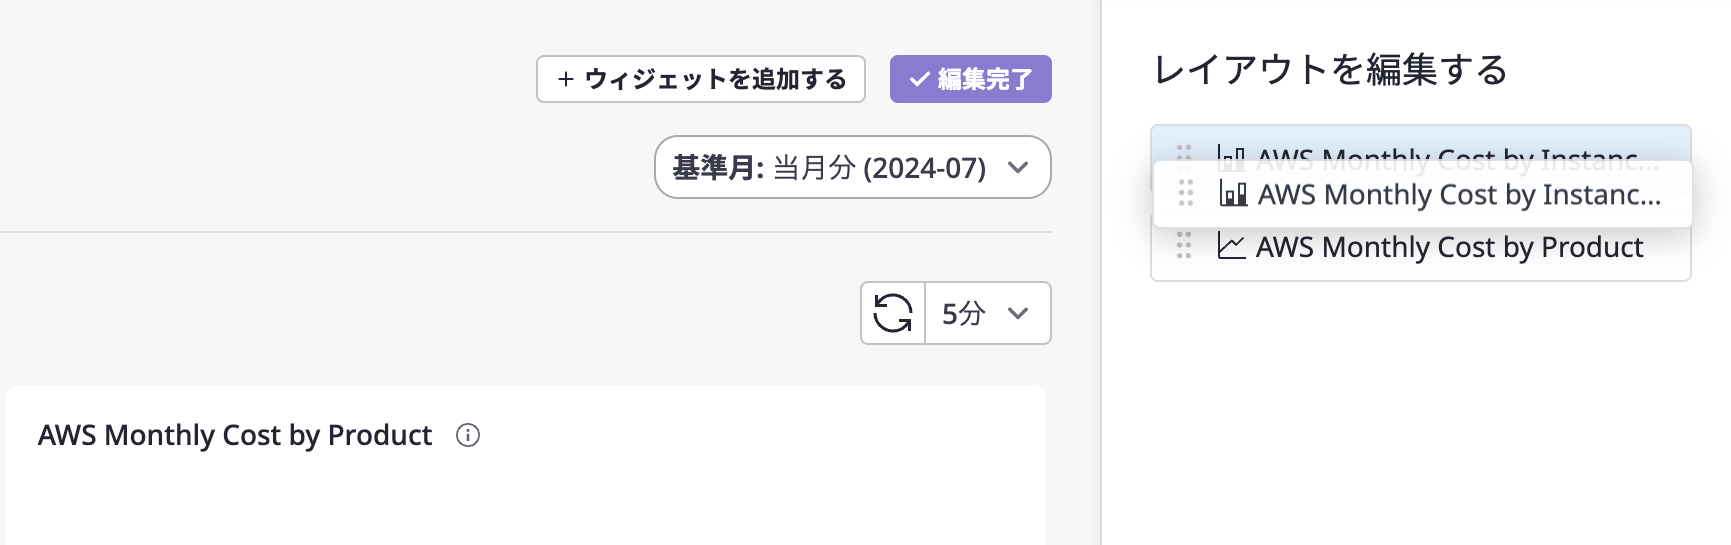 + ウィジェットを追加する
編集完了
基準月: 当月分 (2024-07)
5分
AWS Monthly Cost by Product
レイアウトを編集する
AWS Monthly Cost by Instanc...
AWS Monthly Cost by Instanc...
AWS Monthly Cost by Product